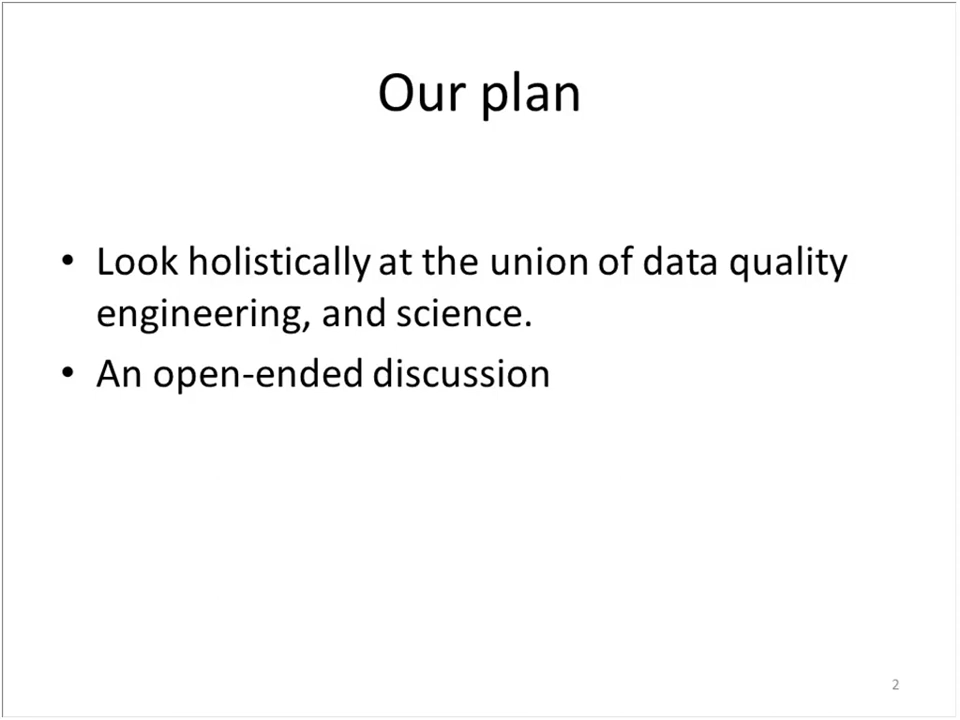 Our plan
• Look holistically at the union of data quality
engineering, and science.
• An open-ended discussion
2